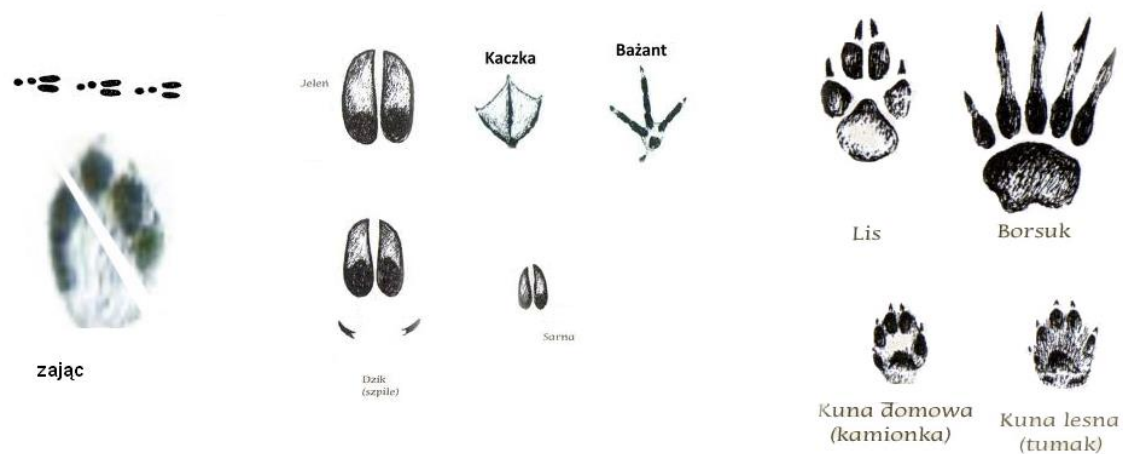 Jeleń
Kaczka
Bażant
Lis
Borsuk
zając
Dzik
(szpile)
Sarna
Kuna domowa
(kamionka)
Kuna lesna
(tumak)